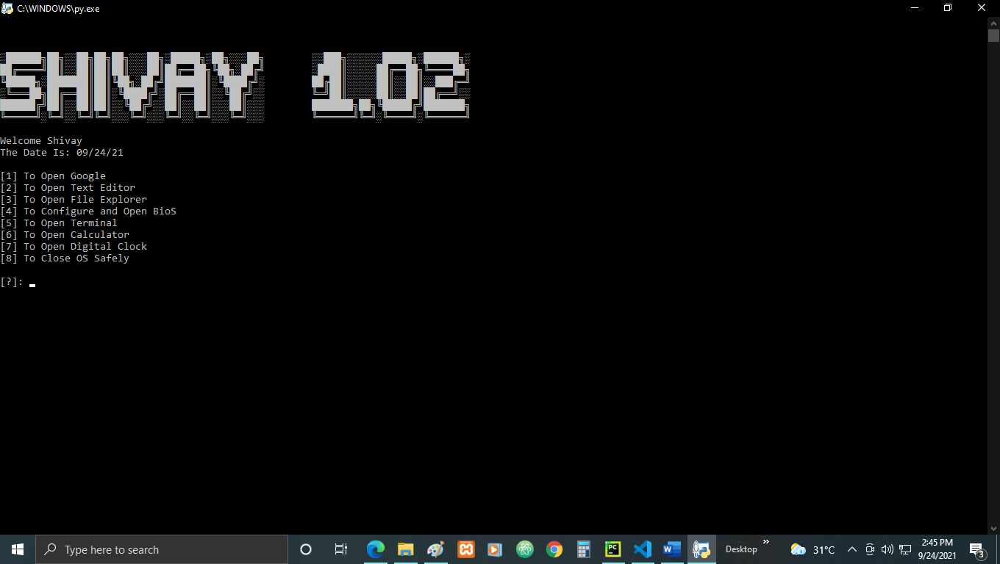 C:\WINDOWS\py.exe
SHIVAY 1.02
Welcome Shivay
The Date Is: 09/24/21
[1] To Open Google
[2] To Open Text Editor
[3] To Open File Explorer
[4] To Configure and Open BioS
[5] To Open Terminal
[6] To Open Calculator
[7] To Open Digital Clock
[8] To Close OS Safely
[?]:
Type here to search
PC
W
Desktop
»
31°C
2:45 PM
9/24/2021
3